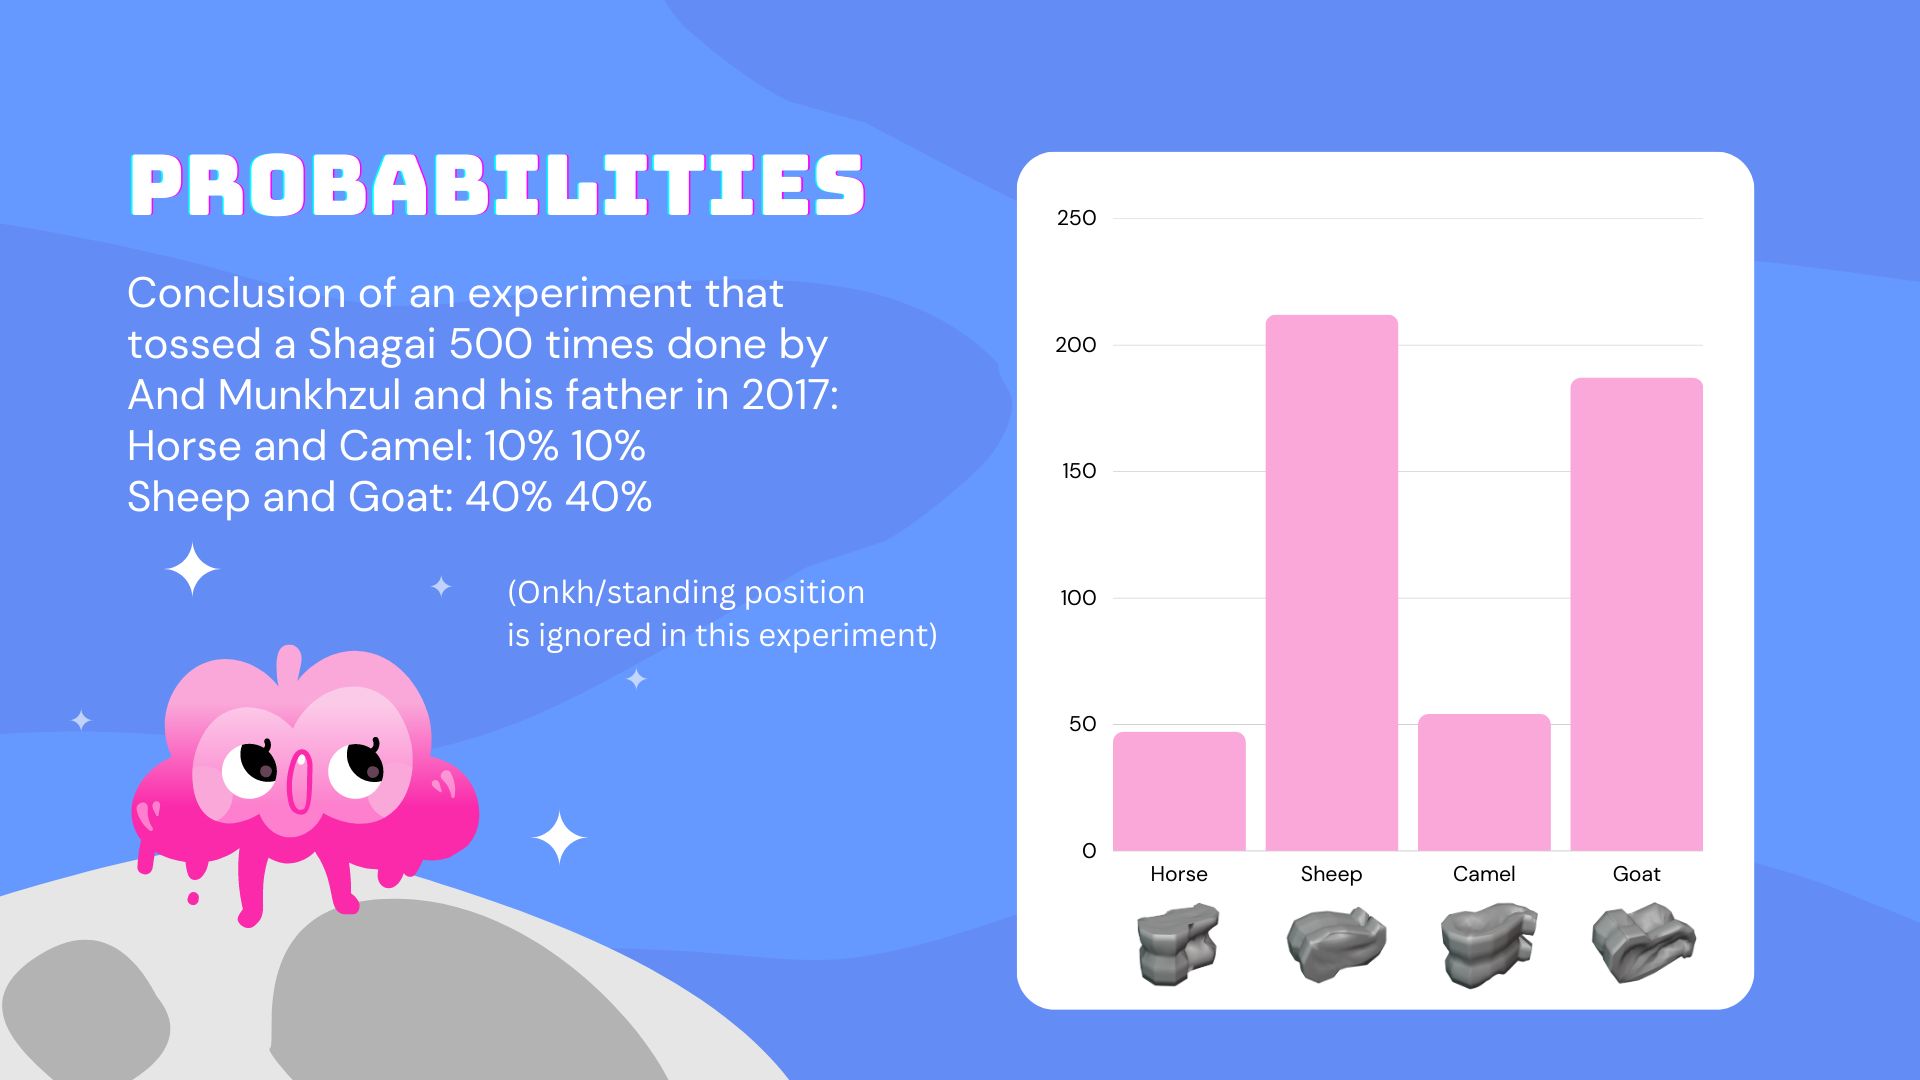 PROBABILITIES
Conclusion of an experiment that
tossed a Shagai 500 times done by
And Munkhzul and his father in 2017:
Horse and Camel: 10% 10%
Sheep and Goat: 40% 40%
(Onkh/standing position
is ignored in this experiment)
250
200
150
100
50
0
Horse Sheep Camel Goat